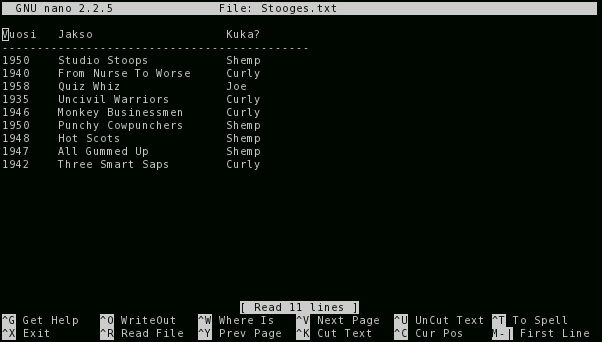 GNU nano 2.2.5 File: Stooges.txt
Vuosi Jakso Kuka?
--------------------------------------------
1950 Studio Stoops Shemp
1940 From Nurse To Worse Curly
1958 Quiz Whiz Joe
1935 Uncivil Warriors Curly
1946 Monkey Businessmen Curly
1950 Punchy Cowpunchers Shemp
1948 Hot Scots Shemp
1947 All Gummed Up Shemp
1942 Three Smart Saps Curly
[ Read 11 lines ]
^G Get Help ^O WriteOut ^W Where Is ^V Next Page ^U UnCut Text ^T To Spell
^X Exit ^R Read File ^Y Prev Page ^K Cut Text ^C Cur Pos M-| First Line